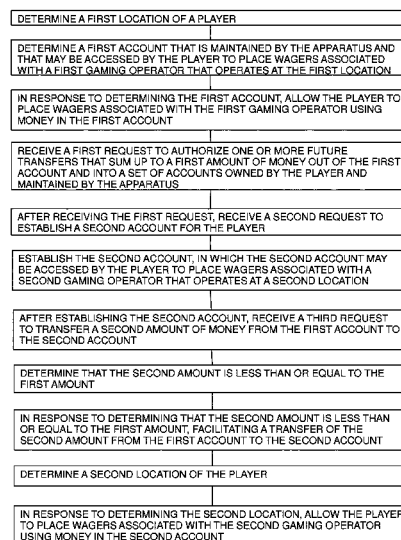 DETERMINE A FIRST LOCATION OF A PLAYER
DETERMINE A FIRST ACCOUNT THAT IS MAINTAINED BY THE APPARATUS AND
THAT MAY BE ACCESSED BY THE PLAYER TO PLACE WAGERS ASSOCIATED
WITH A FIRST GAMING OPERATOR THAT OPERATES AT THE FIRST LOCATION
IN RESPONSE TO DETERMINING THE FIRST ACCOUNT, ALLOW THE PLAYER TO
PLACE WAGERS ASSOCIATED WITH THE FIRST GAMING OPERATOR USING
MONEY IN THE FIRST ACCOUNT
RECEIVE A FIRST REQUEST TO AUTHORIZE ONE OR MORE FUTURE
TRANSFERS THAT SUM UP TO A FIRST AMOUNT OF MONEY OUT OF THE FIRST
ACCOUNT AND INTO A SET OF ACCOUNTS OWNED BY THE PLAYER AND
MAINTAINED BY THE APPARATUS
AFTER RECEIVING THE FIRST REQUEST, RECEIVE A SECOND REQUEST TO
ESTABLISH A SECOND ACCOUNT FOR THE PLAYER
ESTABLISH THE SECOND ACCOUNT, IN WHICH THE SECOND ACCOUNT MAY
BE ACCESSED BY THE PLAYER TO PLACE WAGERS ASSOCIATED WITH A
SECOND GAMING OPERATOR THAT OPERATES AT A SECOND LOCATION
AFTER ESTABLISHING THE SECOND ACCOUNT, RECEIVE A THIRD REQUEST
TO TRANSFER A SECOND AMOUNT OF MONEY FROM THE FIRST ACCOUNT TO
THE SECOND ACCOUNT
DETERMINE THAT THE SECOND AMOUNT IS LESS THAN OR EQUAL TO THE
FIRST AMOUNT
IN RESPONSE TO DETERMINING THAT THE SECOND AMOUNT IS LESS THAN
OR EQUAL TO THE FIRST AMOUNT, FACILITATING A TRANSFER OF THE
SECOND AMOUNT FROM THE FIRST ACCOUNT TO THE SECOND ACCOUNT
DETERMINE A SECOND LOCATION OF THE PLAYER
IN RESPONSE TO DETERMINING THE SECOND LOCATION, ALLOW THE PLAYER
TO PLACE WAGERS ASSOCIATED WITH THE SECOND GAMING OPERATOR
USING MONEY IN THE SECOND ACCOUNT